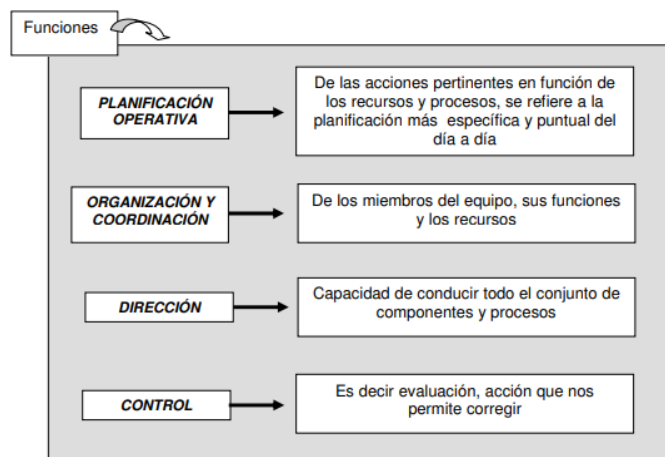 Funciones
PLANIFICACIÓN
OPERATIVA
De las acciones pertinentes en función de
los recursos y procesos, se refiere a la
planificación más específica y puntual del
día a día
ORGANIZACIÓN Y
COORDINACIÓN
De los miembros del equipo, sus funciones
y los recursos
DIRECCIÓN
Capacidad de conducir todo el conjunto de
componentes y procesos
CONTROL
Es decir evaluación, acción que nos
permite corregir